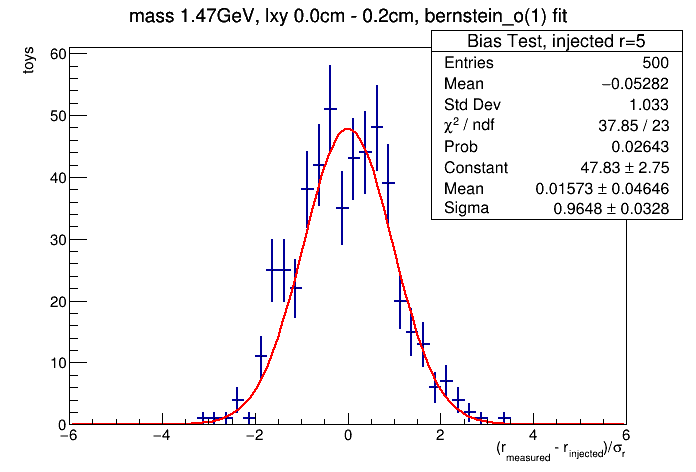 mass 1.47GeV, lxy 0.0cm - 0.2cm, bernstein_o(1) fit
Bias Test, injected r=5
Entries 500
Mean −0.05282
Std Dev 1.033
χ² / ndf 37.85 / 23
Prob 0.02643
Constant 47.83 ± 2.75
Mean 0.01573 ± 0.04646
Sigma 0.9648 ± 0.0328
toys
60
50
40
30
20
10
0
−6 −4 −2 0 2 4 6
(r_measured - r_injected)/σ_r